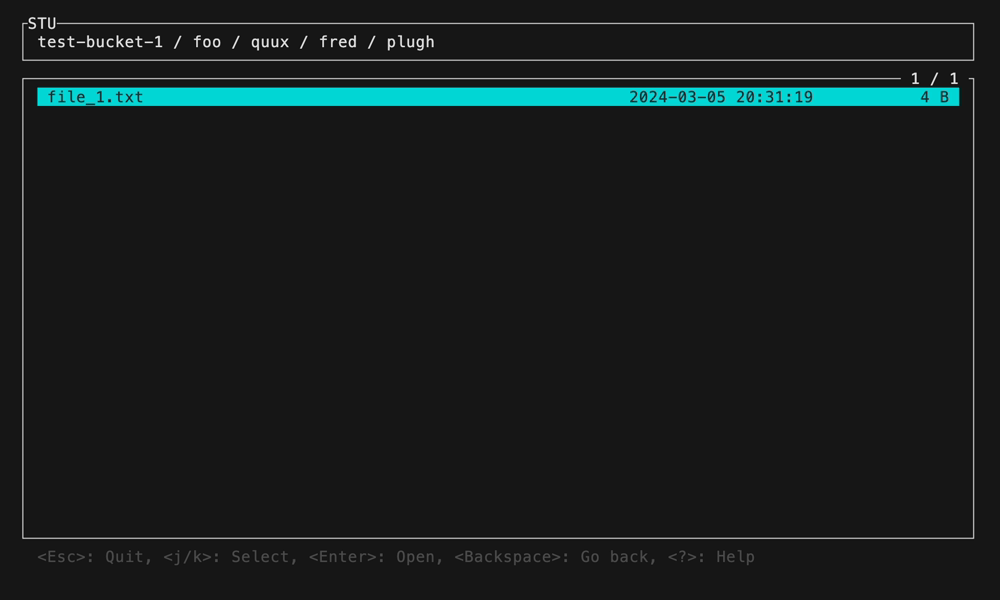 STU
test-bucket-1 / foo / quux / fred / plugh
1 / 1
file_1.txt 2024-03-05 20:31:19 4 B
<Esc>: Quit, <j/k>: Select, <Enter>: Open, <Backspace>: Go back, <?>: Help